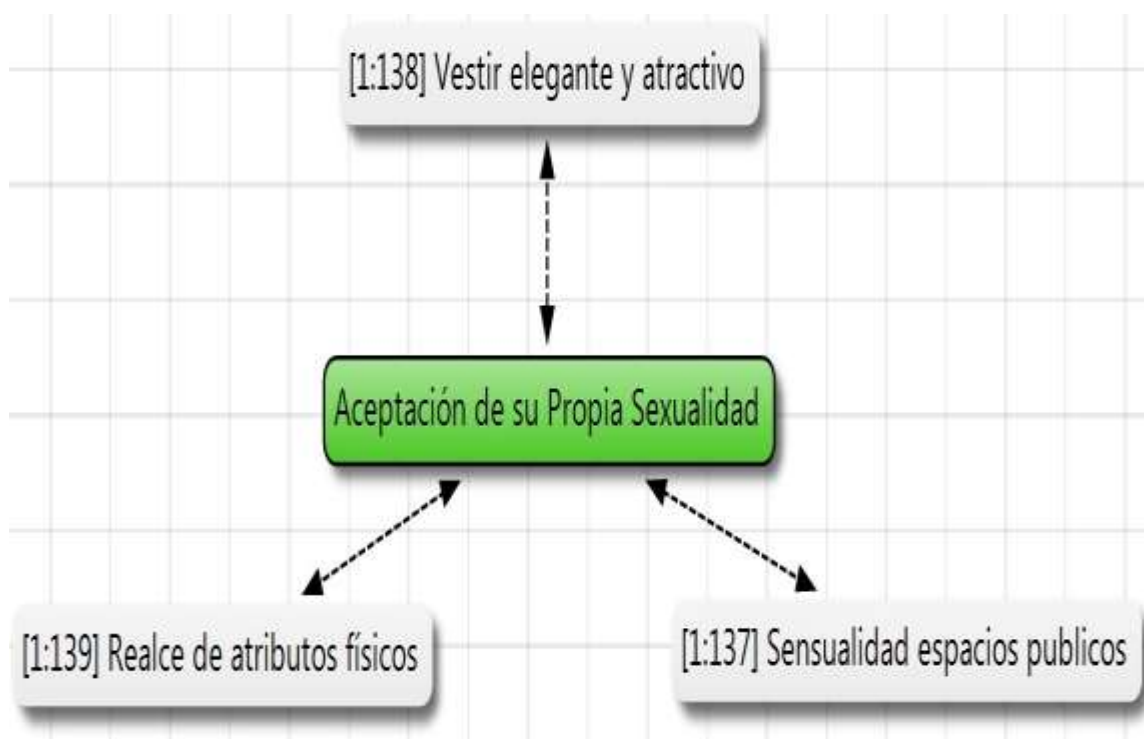 [1:138] Vestir elegante y atractivo
Aceptación de su Propia Sexualidad
[1:139] Realce de atributos físicos
[1:137] Sensualidad espacios publicos